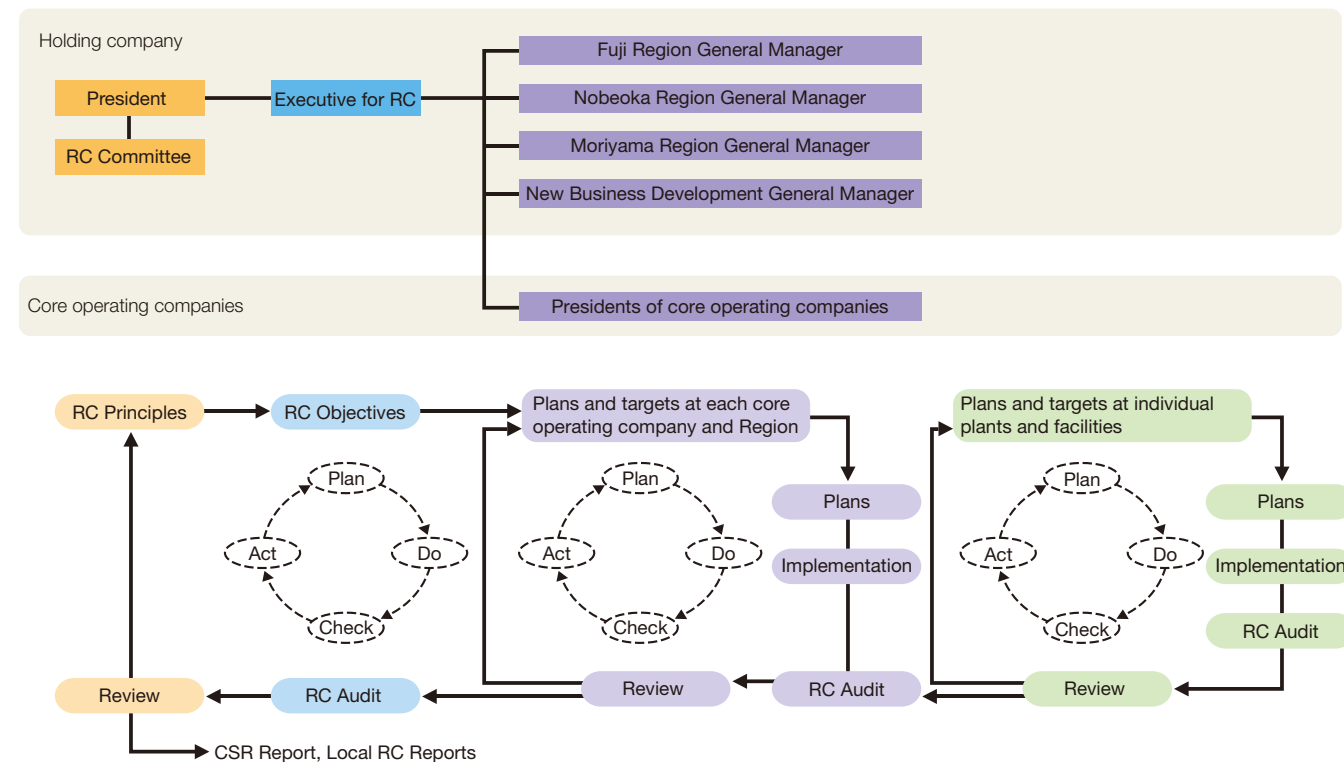 Holding company
President
Executive for RC
RC Committee
Fuji Region General Manager
Nobeoka Region General Manager
Moriyama Region General Manager
New Business Development General Manager
Core operating companies
Presidents of core operating companies
RC Principles
RC Objectives
Plans and targets at each core
operating company and Region
Plans and targets at individual
plants and facilities
Plan
Do
Check
Act
Plan
Do
Check
Act
Plans
Implementation
RC Audit
Review
Plan
Do
Check
Act
Plans
Implementation
RC Audit
Review
RC Audit
Review
CSR Report, Local RC Reports